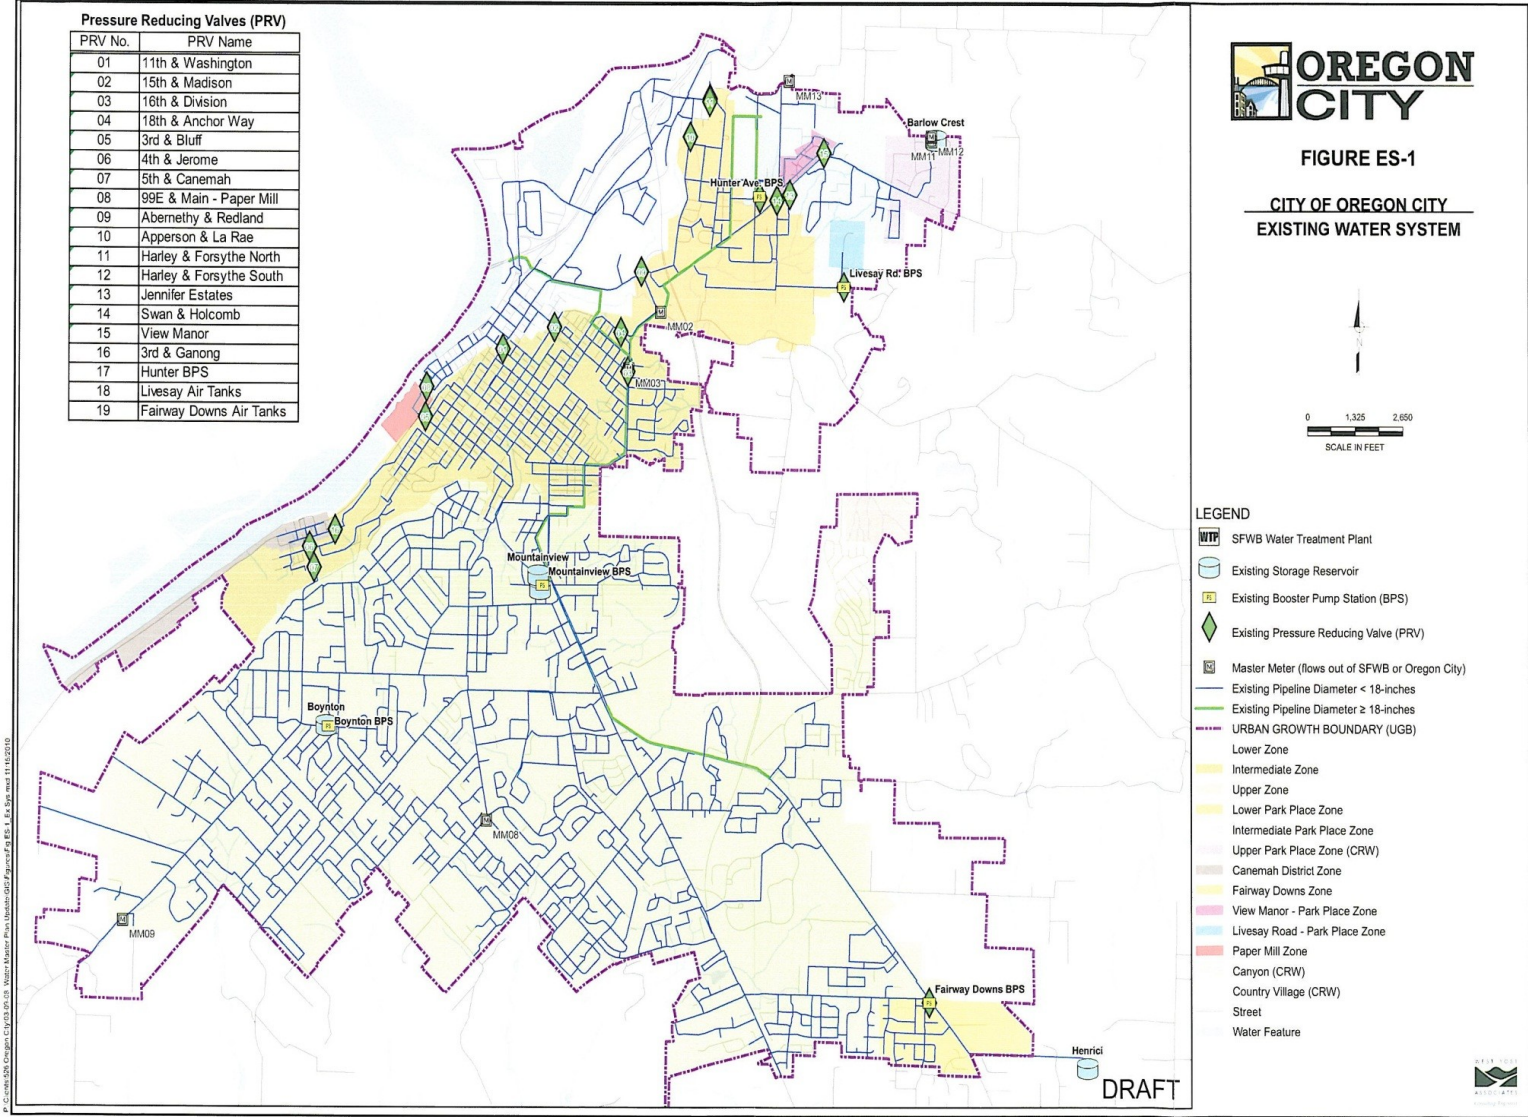 Pressure Reducing Valves (PRV)
PRV No. PRV Name
01 11th & Washington
02 15th & Madison
03 16th & Division
04 18th & Anchor Way
05 3rd & Bluff
06 4th & Jerome
07 5th & Canemah
08 99E & Main - Paper Mill
09 Abernethy & Redland
10 Apperson & La Rae
11 Harley & Forsythe North
12 Harley & Forsythe South
13 Jennifer Estates
14 Swan & Holcomb
15 View Manor
16 3rd & Ganong
17 Hunter BPS
18 Livesay Air Tanks
19 Fairway Downs Air Tanks
MM13
Barlow Crest
MM11
MM12
Hunter Ave. BPS
Livesay Rd. BPS
MM02
MM03
Mountainview
Mountainview BPS
Boynton
Boynton BPS
MM08
MM09
Fairway Downs BPS
Henrici
DRAFT
OREGON
CITY
FIGURE ES-1
CITY OF OREGON CITY
EXISTING WATER SYSTEM
N
0 1,325 2,650
SCALE IN FEET
LEGEND
WTP SFWB Water Treatment Plant
Existing Storage Reservoir
PS Existing Booster Pump Station (BPS)
Existing Pressure Reducing Valve (PRV)
M Master Meter (flows out of SFWB or Oregon City)
Existing Pipeline Diameter < 18-inches
Existing Pipeline Diameter ≥ 18-inches
URBAN GROWTH BOUNDARY (UGB)
Lower Zone
Intermediate Zone
Upper Zone
Lower Park Place Zone
Intermediate Park Place Zone
Upper Park Place Zone (CRW)
Canemah District Zone
Fairway Downs Zone
View Manor - Park Place Zone
Livesay Road - Park Place Zone
Paper Mill Zone
Canyon (CRW)
Country Village (CRW)
Street
Water Feature
WEST YOST
ASSOCIATES